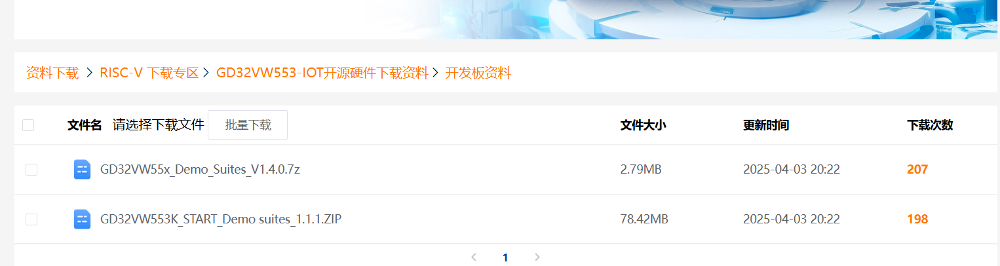 资料下载 > RISC-V 下载专区 > GD32VW553-IOT开源硬件下载资料 > 开发板资料
文件名 请选择下载文件 批量下载 文件大小 更新时间 下载次数
GD32VW55x_Demo_Suites_V1.4.0.7z 2.79MB 2025-04-03 20:22 207
GD32VW553K_START_Demo suites_1.1.1.ZIP 78.42MB 2025-04-03 20:22 198
< 1 >